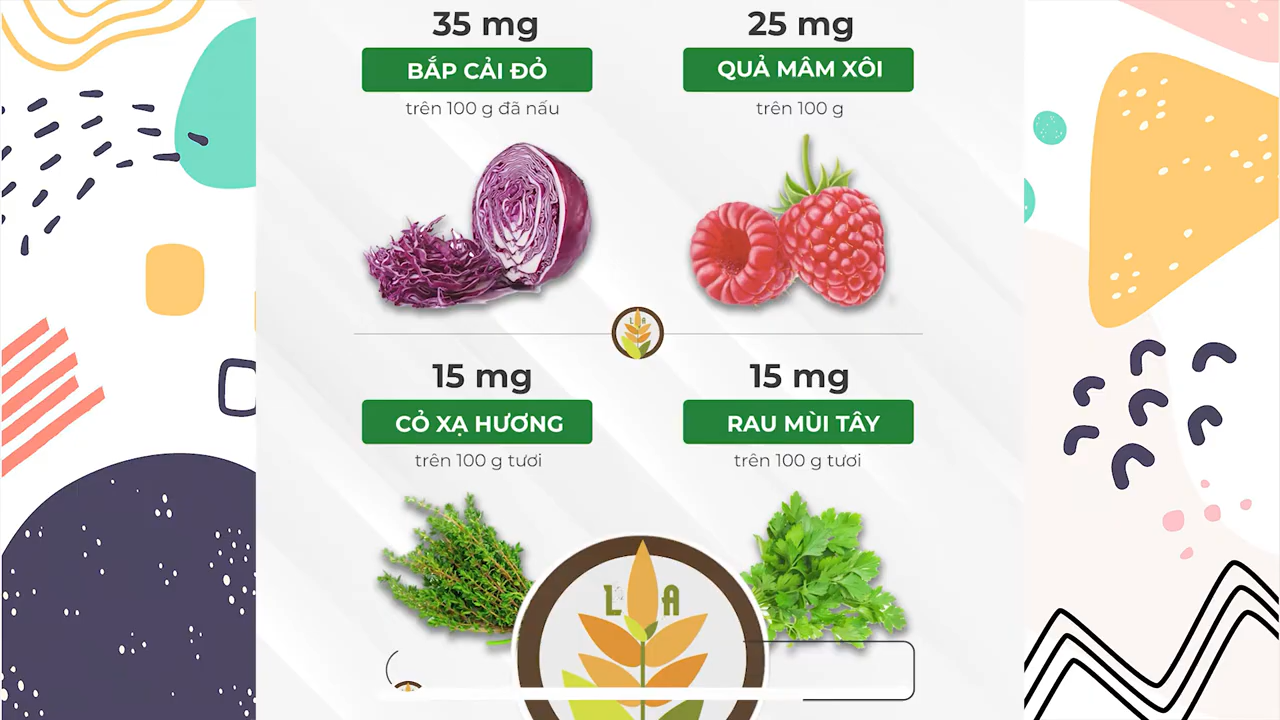 35 mg
BẮP CẢI ĐỎ
trên 100 g đã nấu
25 mg
QUẢ MÂM XÔI
trên 100 g
15 mg
CỎ XẠ HƯƠNG
trên 100 g tươi
15 mg
RAU MÙI TÂY
trên 100 g tươi
L A
L A